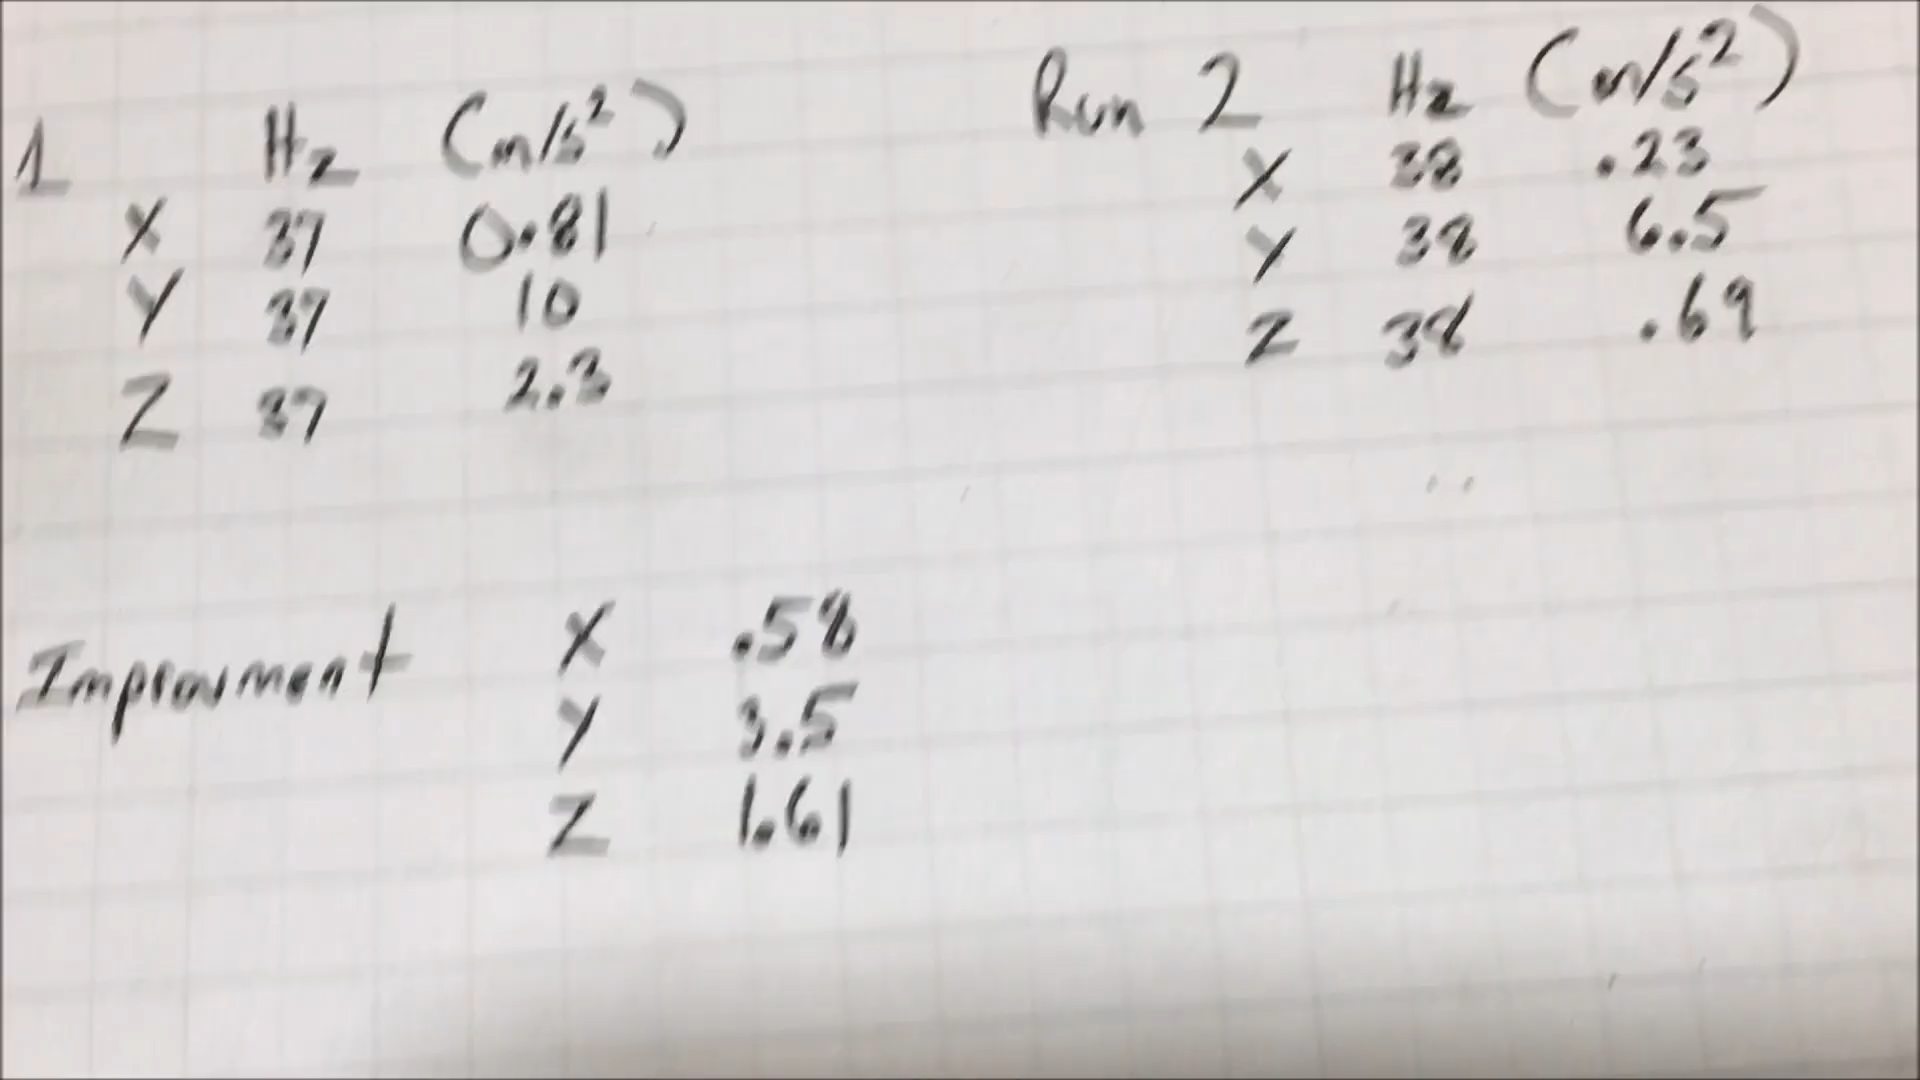 1 Hz (m/s²)
X 37 0.81
Y 37 10
Z 37 2.3
Run 2 Hz (m/s²)
X 38 .23
Y 38 6.5
Z 38 .69
Improvment X .58
Y 3.5
Z 1.61